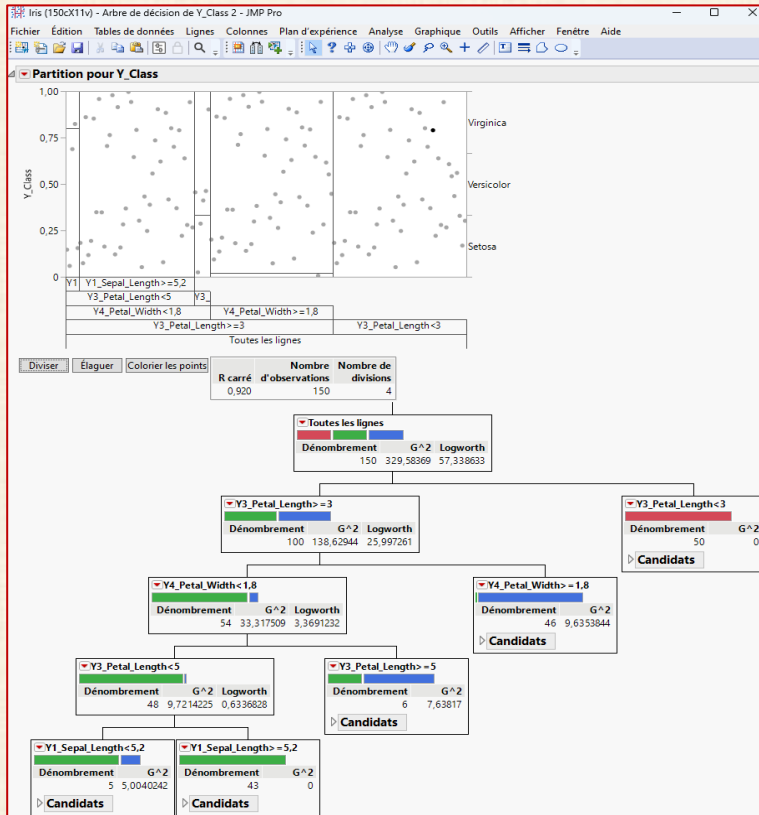 Iris (150cX11v) - Arbre de décision de Y_Class 2 - JMP Pro
Fichier Édition Tables de données Lignes Colonnes Plan d'expérience Analyse Graphique Outils Afficher Fenêtre Aide
Partition pour Y_Class
1,00
0,75
0,50
0,25
0
Y_Class
Virginica
Versicolor
Setosa
Y1 Y1_Sepal_Length>=5,2
Y3_Petal_Length<5 Y3_
Y4_Petal_Width<1,8 Y4_Petal_Width>=1,8
Y3_Petal_Length>=3 Y3_Petal_Length<3
Toutes les lignes
Diviser Élaguer Colorier les points
Nombre Nombre de
R carré d'observations divisions
0,920 150 4
Toutes les lignes
Dénombrement G^2 Logworth
150 329,58369 57,338633
Y3_Petal_Length>=3 Y3_Petal_Length<3
Dénombrement G^2 Logworth Dénombrement G^2
100 138,62944 25,997261 50 0
Candidats
Y4_Petal_Width<1,8 Y4_Petal_Width>=1,8
Dénombrement G^2 Logworth Dénombrement G^2
54 33,317509 3,3691232 46 9,6353844
Candidats
Y3_Petal_Length<5 Y3_Petal_Length>=5
Dénombrement G^2 Logworth Dénombrement G^2
48 9,7214225 0,6336828 6 7,63817
Candidats
Y1_Sepal_Length<5,2 Y1_Sepal_Length>=5,2
Dénombrement G^2 Dénombrement G^2
5 5,0040242 43 0
Candidats Candidats